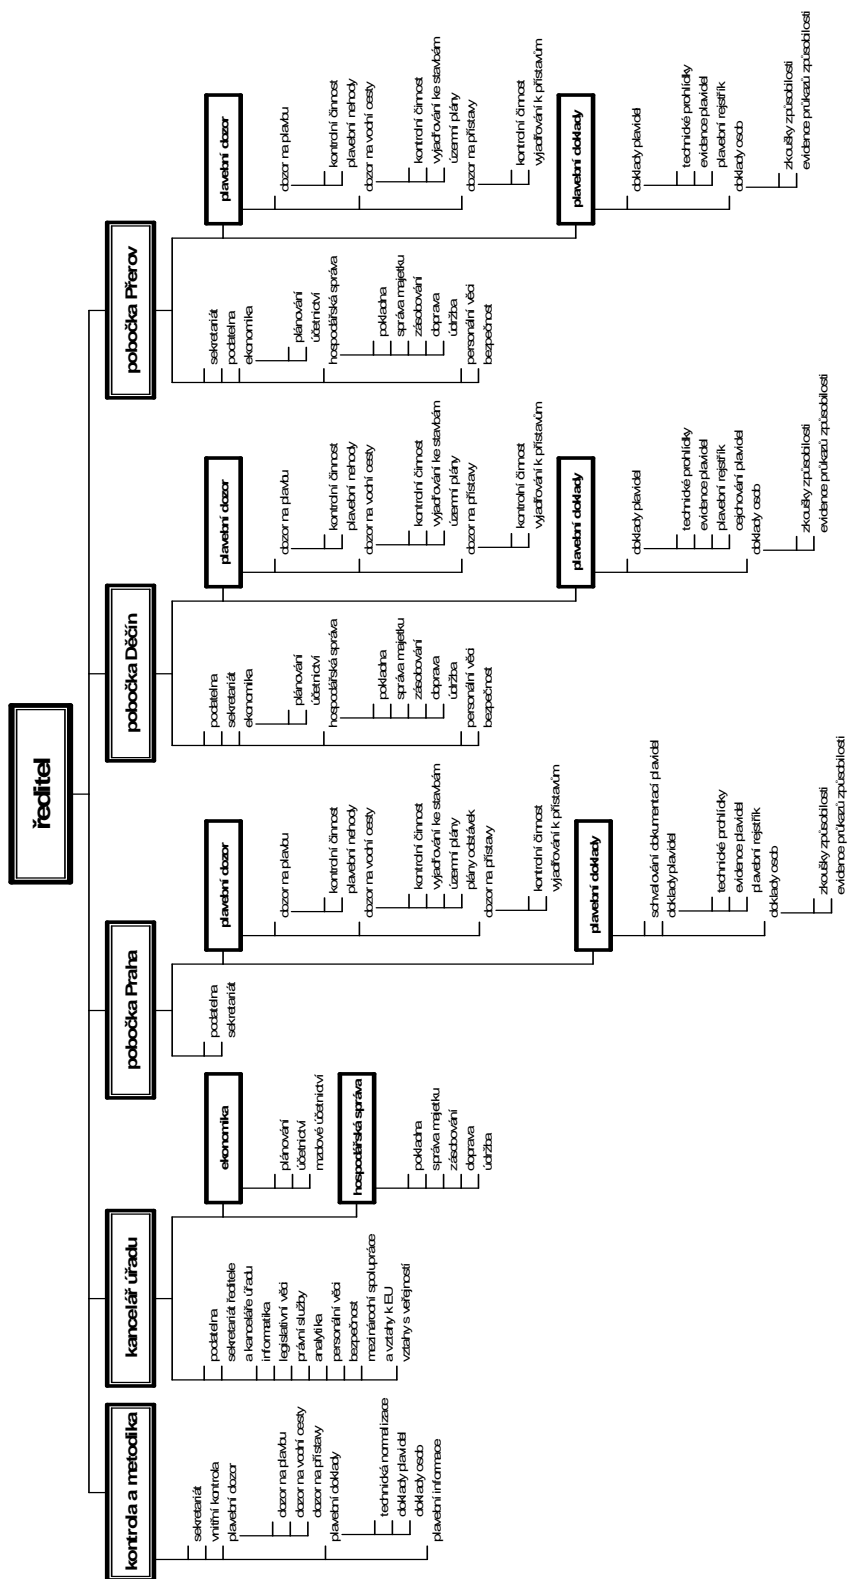 ředitel
kontrola a metodika
sekretariát
vnitřní kontrola
plavební dozor
dozor na plavbu
dozor na vodní cesty
dozor na přístavy
plavební doklady
technická normalizace
doklady plavidel
doklady osob
plavební informace
kancelář úřadu
podatelna
sekretariát ředitele
a kanceláře úřadu
informatika
legislativní věci
právní služby
analytika
personální věci
bezpečnost
mezinárodní spolupráce
a vztahy k EU
vztahy s veřejností
ekonomika
plánování
účetnictví
mzdové účetnictví
hospodářská správa
pokladna
správa majetku
zásobování
doprava
údržba
pobočka Praha
podatelna
sekretariát
plavební dozor
dozor na plavbu
kontrolní činnost
plavební nehody
dozor na vodní cesty
kontrolní činnost
vyjadřování ke stavbám
územní plány
plány odstávek
dozor na přístavy
kontrolní činnost
vyjadřování k přístavům
plavební doklady
schvalování dokumentací plavidel
doklady plavidel
technické prohlídky
evidence plavidel
plavební rejstřík
doklady osob
zkoušky způsobilosti
evidence průkazů způsobilosti
pobočka Děčín
podatelna
sekretariát
ekonomika
plánování
účetnictví
hospodářská správa
pokladna
správa majetku
zásobování
doprava
údržba
personální věci
bezpečnost
plavební dozor
dozor na plavbu
kontrolní činnost
plavební nehody
dozor na vodní cesty
kontrolní činnost
vyjadřování ke stavbám
územní plány
dozor na přístavy
kontrolní činnost
vyjadřování k přístavům
plavební doklady
doklady plavidel
technické prohlídky
evidence plavidel
plavební rejstřík
cejchování plavidel
doklady osob
zkoušky způsobilosti
evidence průkazů způsobilosti
pobočka Přerov
sekretariát
podatelna
ekonomika
plánování
účetnictví
hospodářská správa
pokladna
správa majetku
zásobování
doprava
údržba
personální věci
bezpečnost
plavební dozor
dozor na plavbu
kontrolní činnost
plavební nehody
dozor na vodní cesty
kontrolní činnost
vyjadřování ke stavbám
územní plány
dozor na přístavy
kontrolní činnost
vyjadřování k přístavům
plavební doklady
doklady plavidel
technické prohlídky
evidence plavidel
plavební rejstřík
doklady osob
zkoušky způsobilosti
evidence průkazů způsobilosti